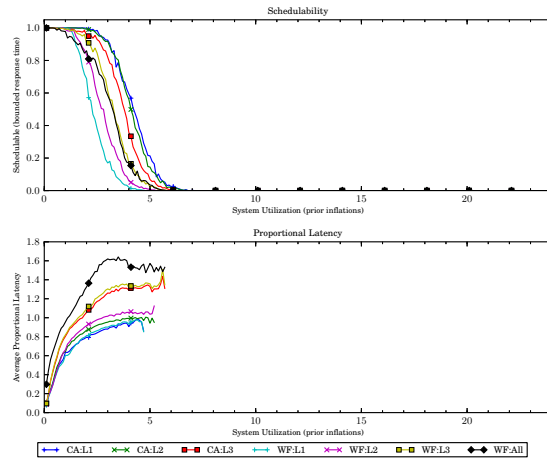 Schedulability
Schedulable (bounded response time)
1.0
0.8
0.6
0.4
0.2
0.0
0 5 10 15 20
System Utilization (prior inflations)
Proportional Latency
Average Proportional Latency
1.8
1.6
1.4
1.2
1.0
0.8
0.6
0.4
0.2
0.0
0 5 10 15 20
System Utilization (prior inflations)
CA:L1 CA:L2 CA:L3 WF:L1 WF:L2 WF:L3 WF:All